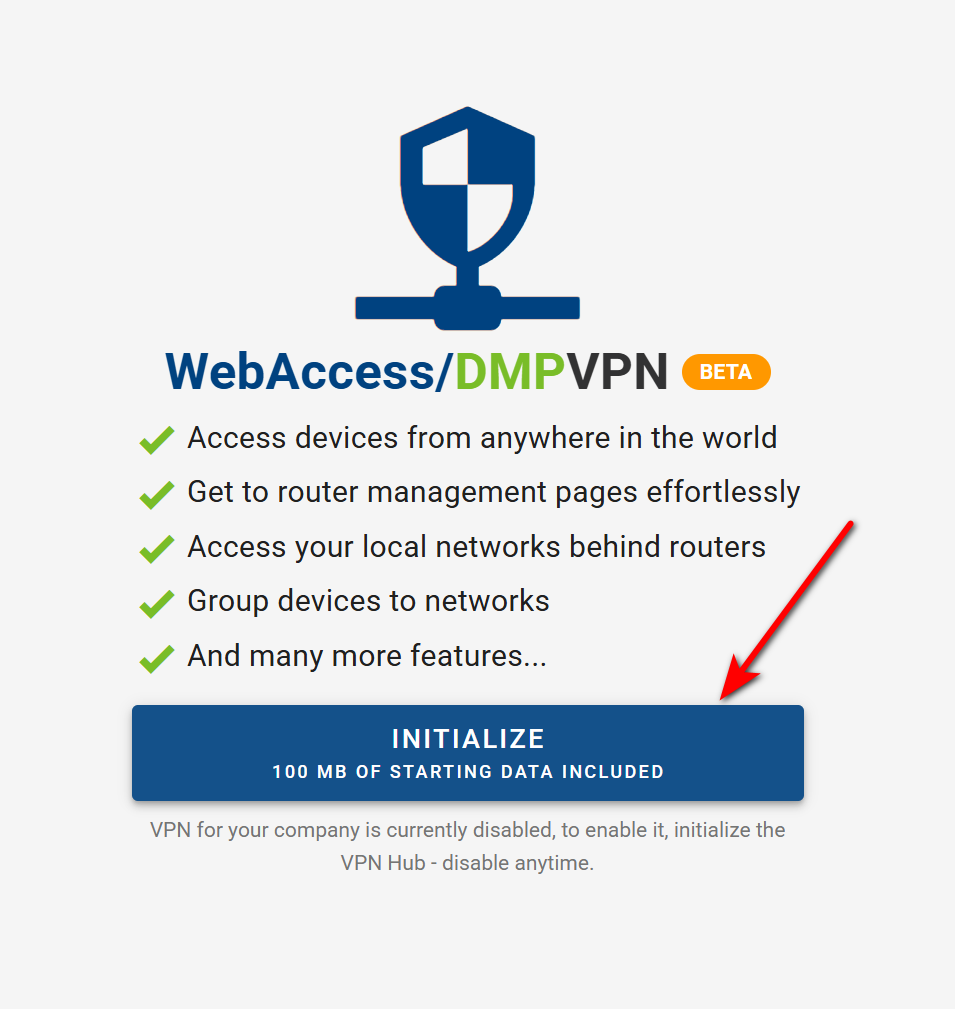 WebAccess/DMPVPN BETA
Access devices from anywhere in the world
Get to router management pages effortlessly
Access your local networks behind routers
Group devices to networks
And many more features...
INITIALIZE
100 MB OF STARTING DATA INCLUDED
VPN for your company is currently disabled, to enable it, initialize the
VPN Hub - disable anytime.